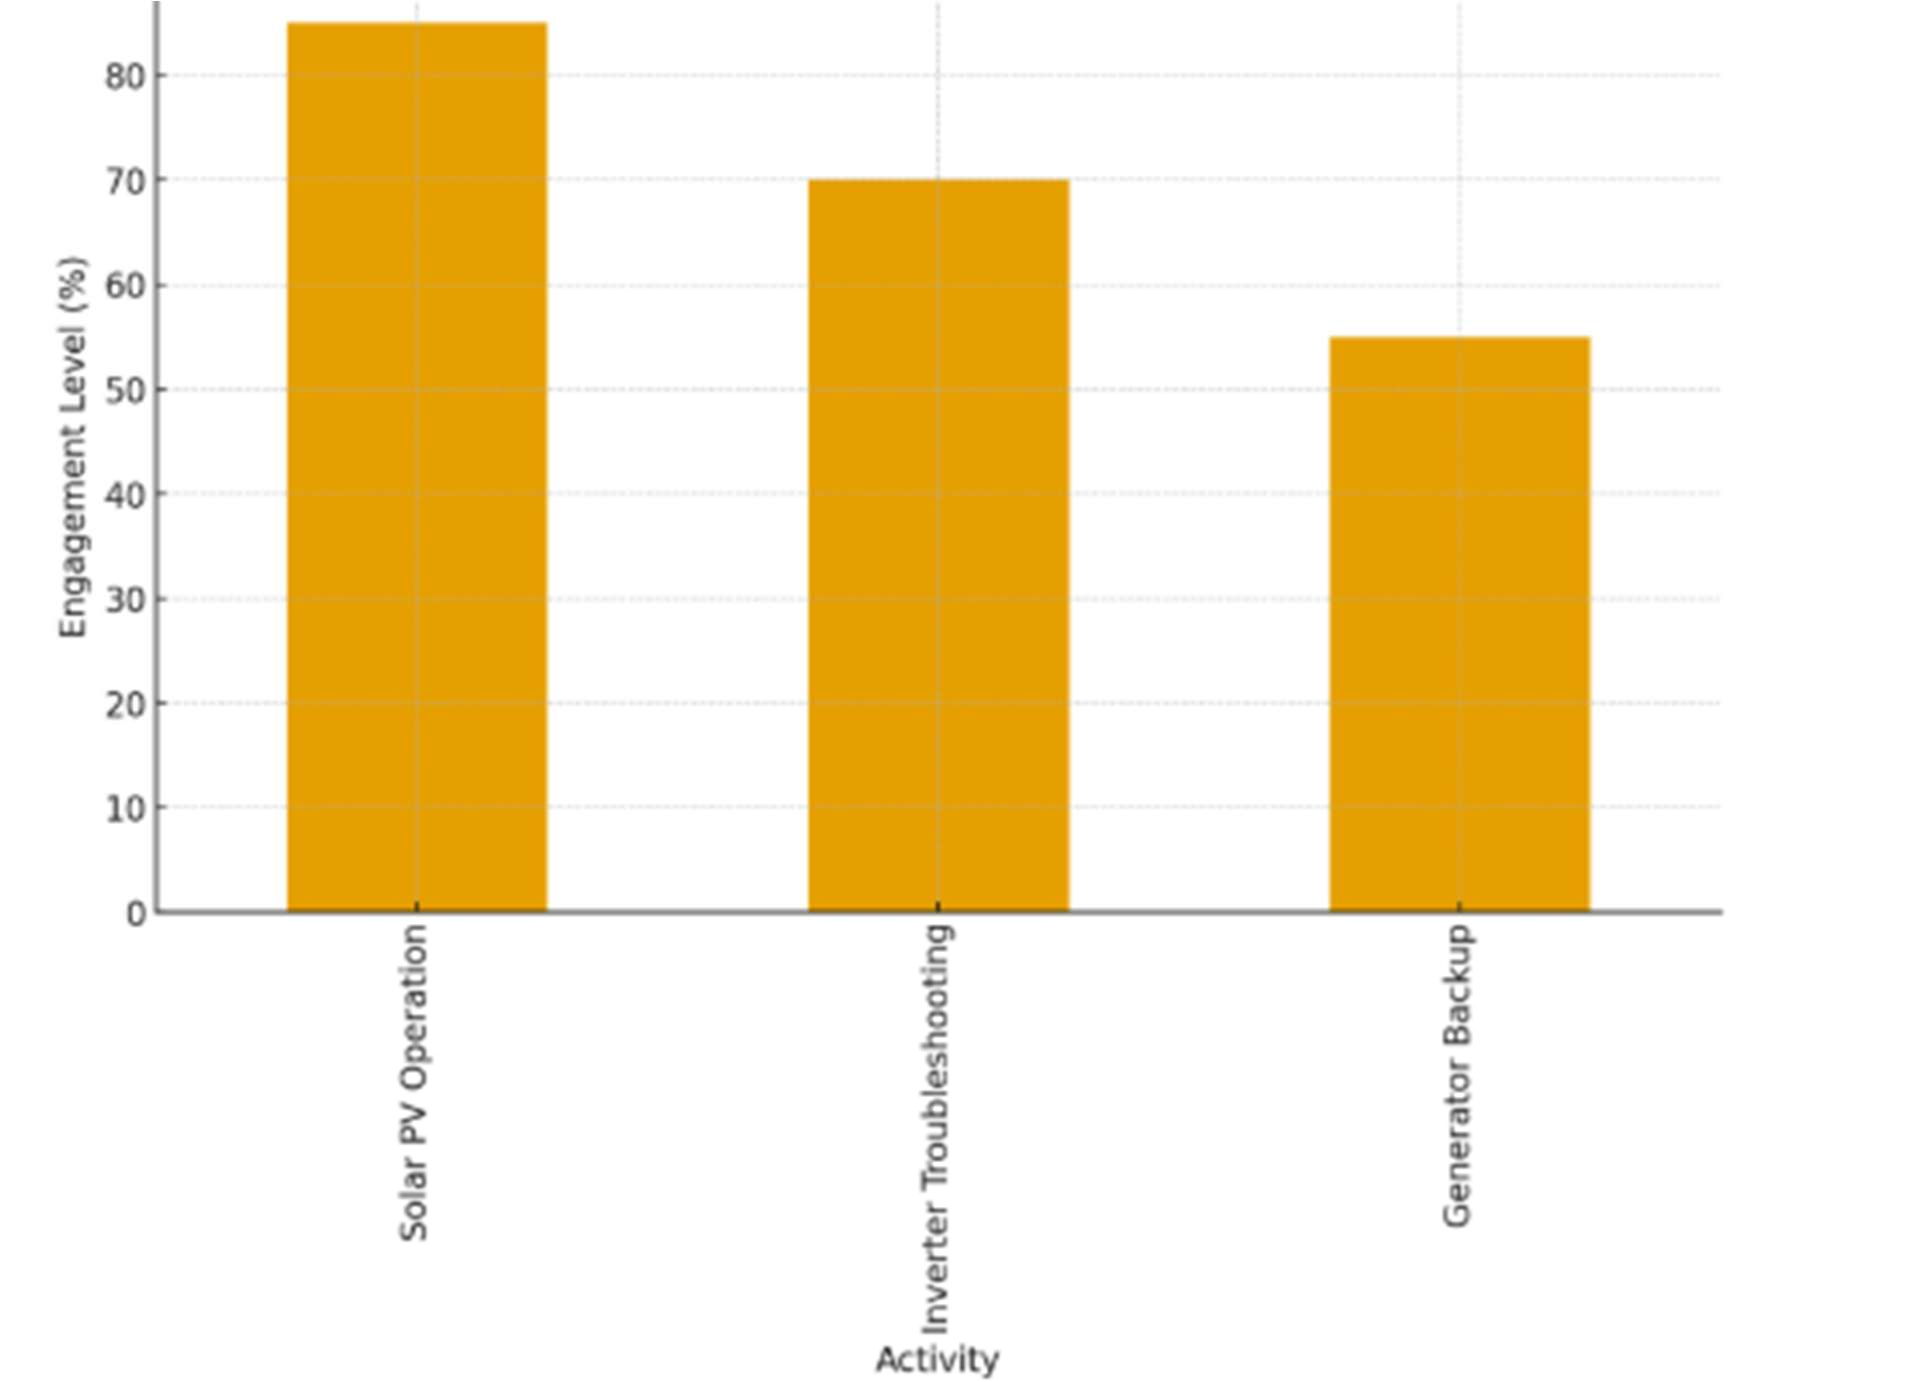 80
70
60
50
40
30
20
10
0
Engagement Level (%)
Solar PV Operation
Inverter Troubleshooting
Generator Backup
Activity